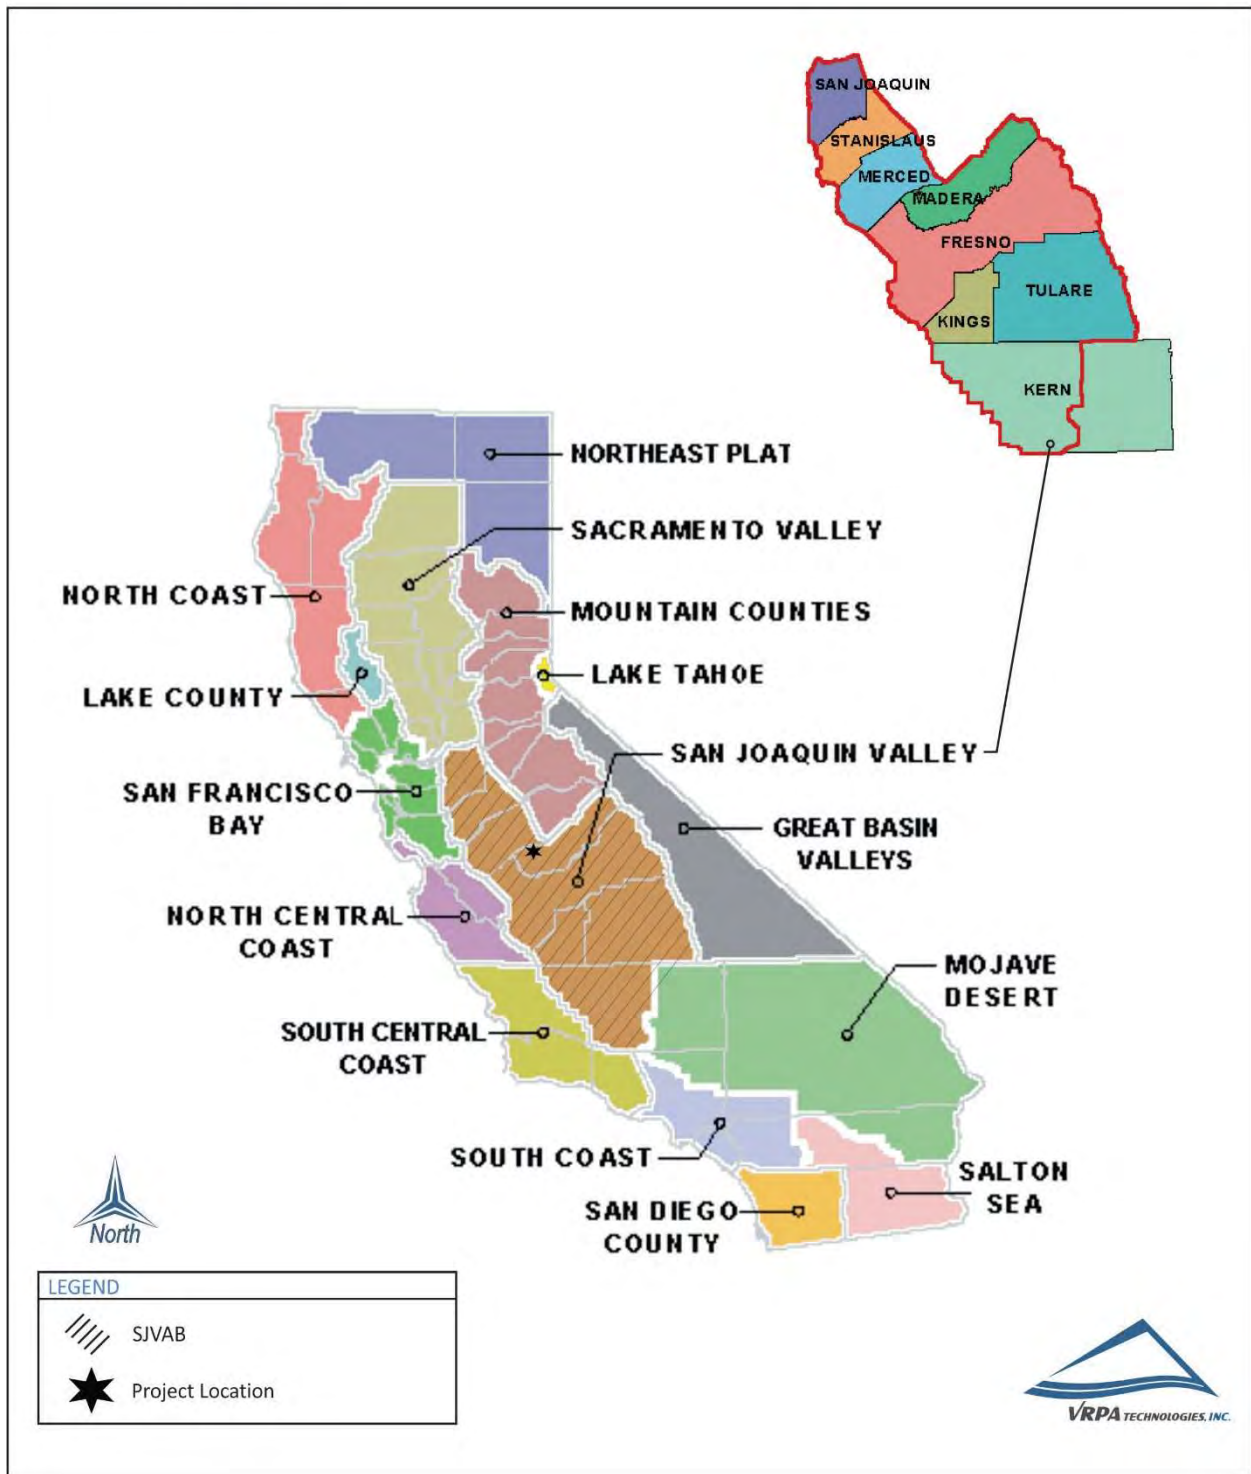 SAN JOAQUIN
STANISLAUS
MERCED
MADERA
FRESNO
TULARE
KINGS
KERN
NORTHEAST PLAT
SACRAMENTO VALLEY
NORTH COAST
MOUNTAIN COUNTIES
LAKE TAHOE
LAKE COUNTY
SAN JOAQUIN VALLEY
SAN FRANCISCO
BAY
GREAT BASIN
VALLEYS
NORTH CENTRAL
COAST
MOJAVE
DESERT
SOUTH CENTRAL
COAST
SOUTH COAST
SALTON
SEA
SAN DIEGO
COUNTY
North
LEGEND
SJVAB
Project Location
VRPA TECHNOLOGIES, INC.